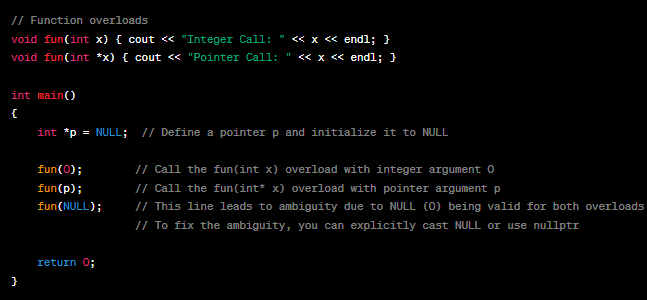 // Function overloads
void fun(int x) { cout << "Integer Call: " << x << endl; }
void fun(int *x) { cout << "Pointer Call: " << x << endl; }
int main()
{
int *p = NULL;  // Define a pointer p and initialize it to NULL
fun(0);        // Call the fun(int x) overload with integer argument 0
fun(p);        // Call the fun(int* x) overload with pointer argument p
fun(NULL);     // This line leads to ambiguity due to NULL (0) being valid for both overloads
// To fix the ambiguity, you can explicitly cast NULL or use nullptr
return 0;
}